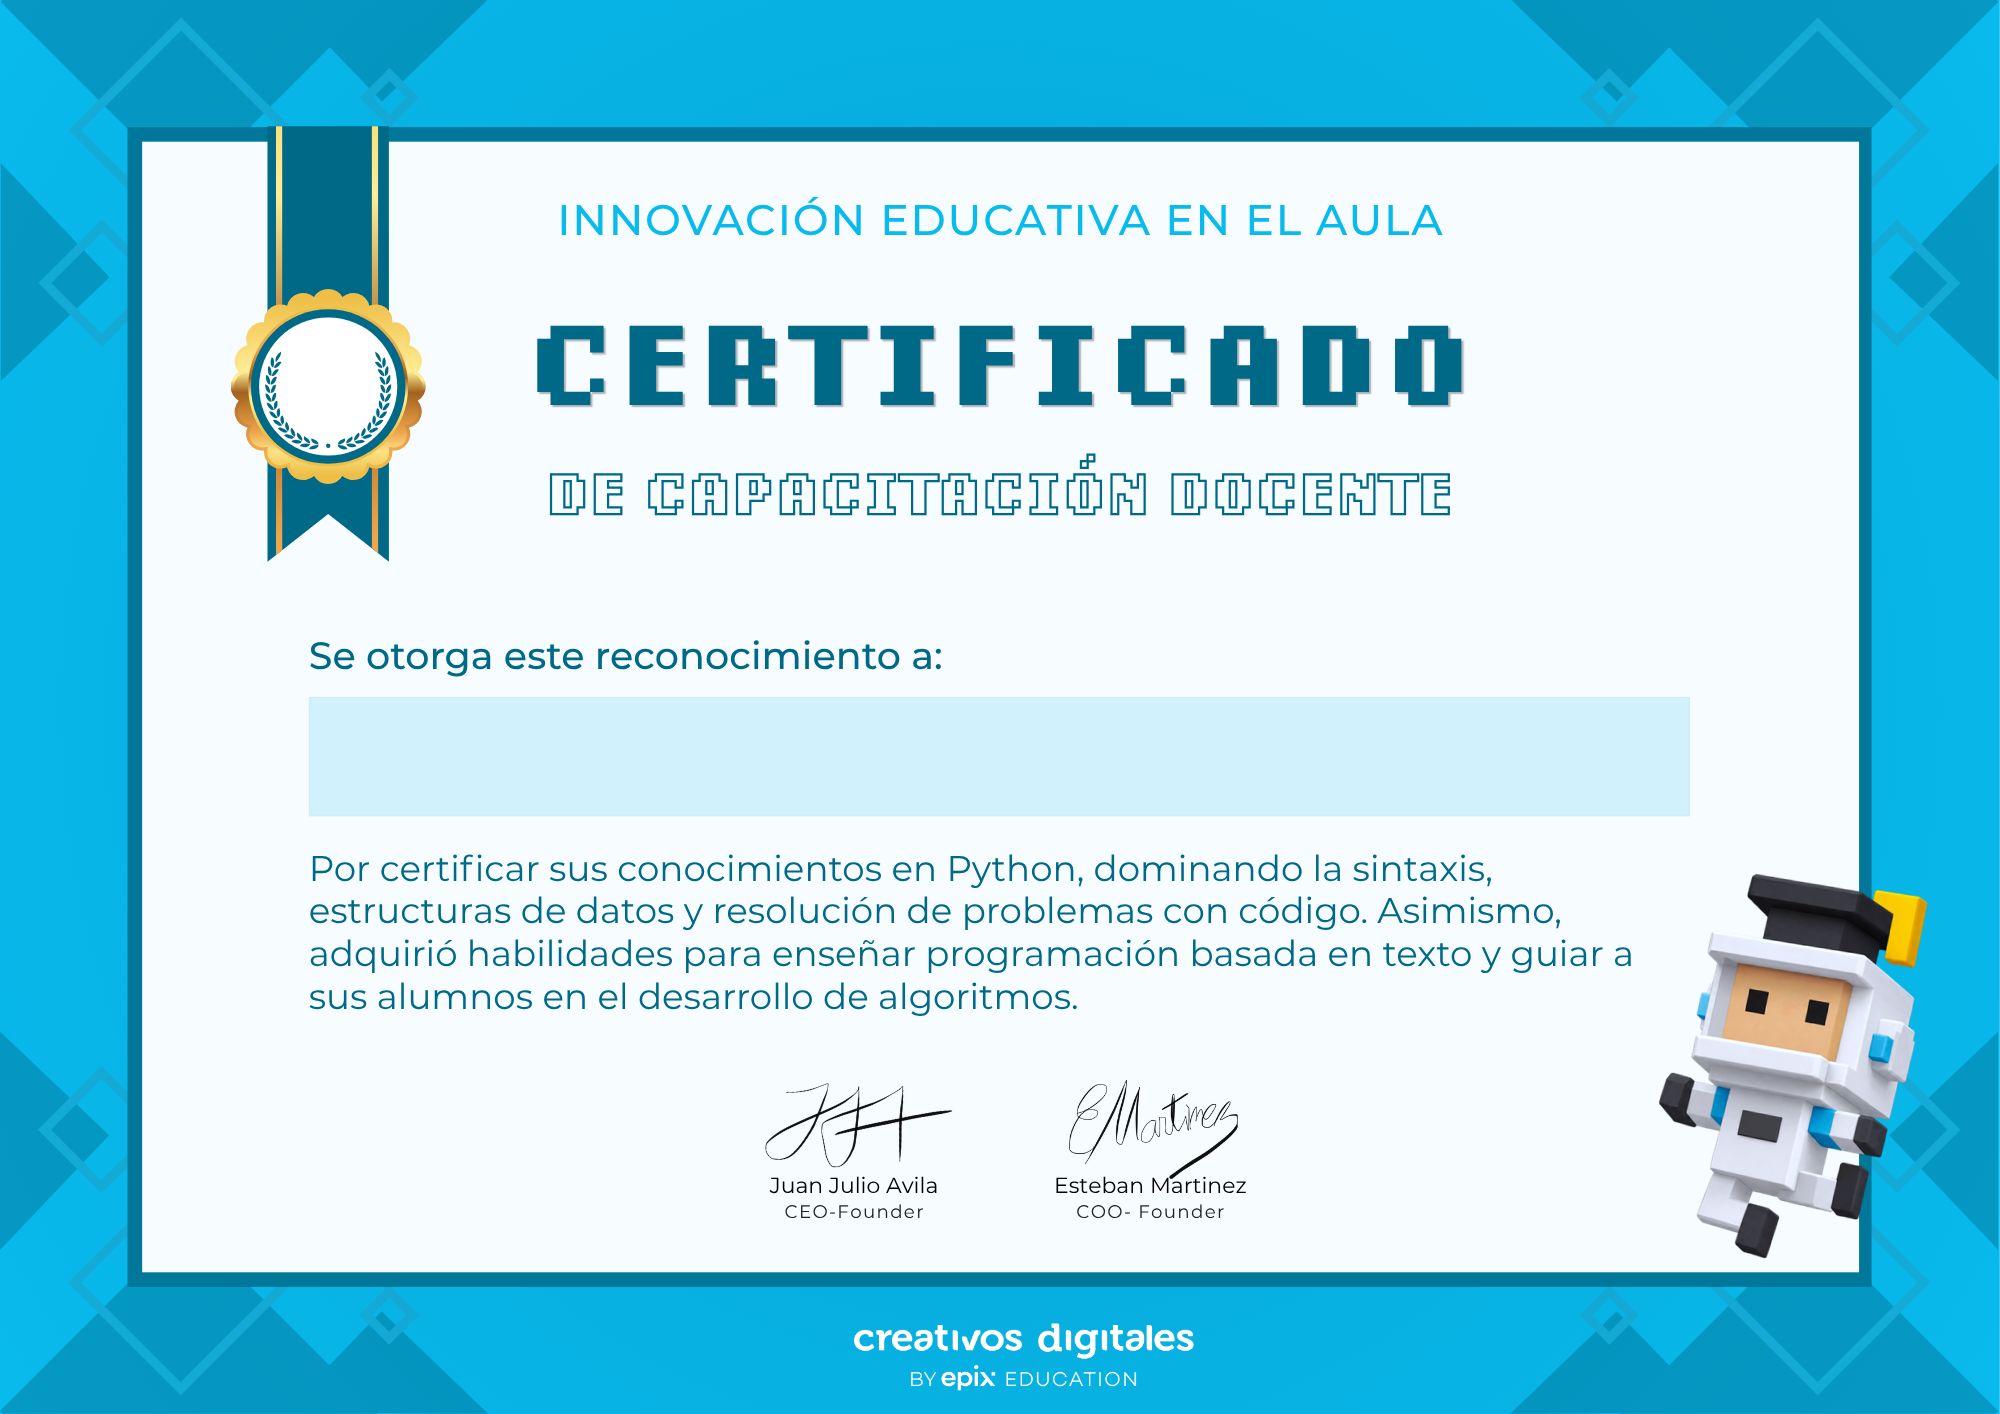 INNOVACIÓN EDUCATIVA EN EL AULA
CERTIFICADO
DE CAPACITACIÓN DOCENTE
Se otorga este reconocimiento a:
Por certificar sus conocimientos en Python, dominando la sintaxis,
estructuras de datos y resolución de problemas con código. Asimismo,
adquirió habilidades para enseñar programación basada en texto y guiar a
sus alumnos en el desarrollo de algoritmos.
EMartinez
Juan Julio Avila
Esteban Martinez
CEO-Founder
COO- Founder
creativos digitales
BY epix EDUCATION